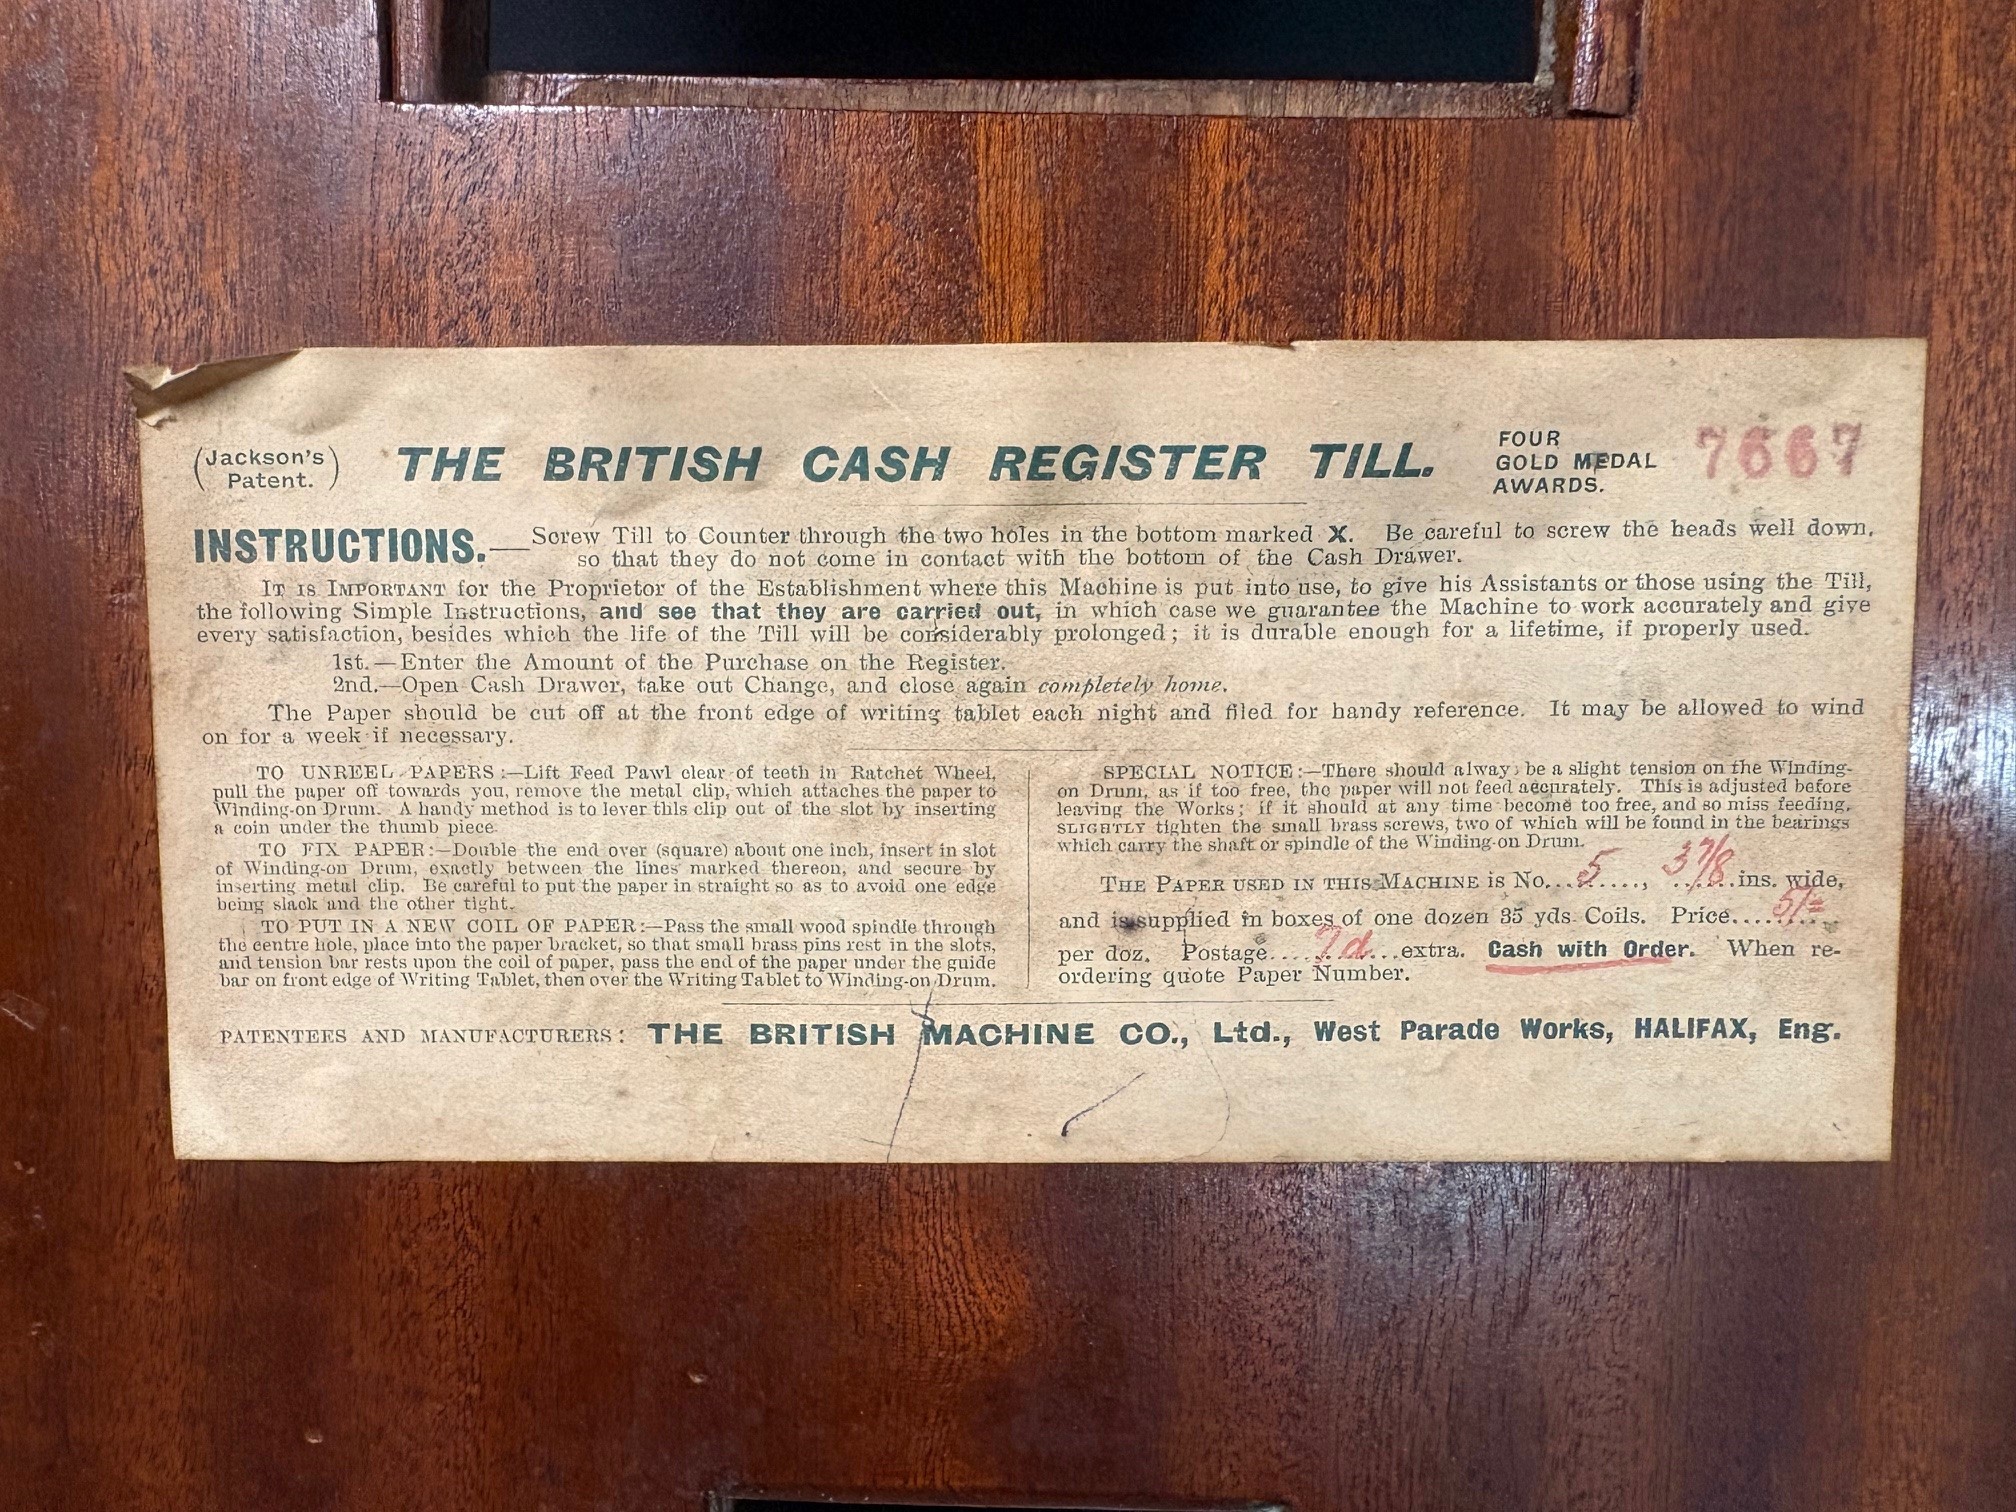 (Jackson's Patent.) THE BRITISH CASH REGISTER TILL. FOUR GOLD MEDAL AWARDS. 7667
INSTRUCTIONS.—Screw Till to Counter through the two holes in the bottom marked X. Be careful to screw the heads well down,
so that they do not come in contact with the bottom of the Cash Drawer.
IT IS IMPORTANT for the Proprietor of the Establishment where this Machine is put into use, to give his Assistants or those using the Till,
the following Simple Instructions, and see that they are carried out, in which case we guarantee the Machine to work accurately and give
every satisfaction, besides which the life of the Till will be considerably prolonged; it is durable enough for a lifetime, if properly used.
1st.—Enter the Amount of the Purchase on the Register.
2nd.—Open Cash Drawer, take out Change, and close again completely home.
The Paper should be cut off at the front edge of writing tablet each night and filed for handy reference. It may be allowed to wind
on for a week if necessary.
TO UNREEL PAPERS:—Lift Feed Pawl clear of teeth in Ratchet Wheel,
pull the paper off towards you, remove the metal clip, which attaches the paper to
Winding-on Drum. A handy method is to lever this clip out of the slot by inserting
a coin under the thumb piece
TO FIX PAPER:—Double the end over (square) about one inch, insert in slot
of Winding-on Drum, exactly between the lines marked thereon, and secure by
inserting metal clip. Be careful to put the paper in straight so as to avoid one edge
being slack and the other tight.
TO PUT IN A NEW COIL OF PAPER:—Pass the small wood spindle through
the centre hole, place into the paper bracket, so that small brass pins rest in the slots,
and tension bar rests upon the coil of paper, pass the end of the paper under the guide
bar on front edge of Writing Tablet, then over the Writing Tablet to Winding-on Drum.
SPECIAL NOTICE:—There should always be a slight tension on the Winding-
on Drum, as if too free, the paper will not feed accurately. This is adjusted before
leaving the Works; if it should at any time become too free, and so miss feeding,
SLIGHTLY tighten the small brass screws, two of which will be found in the bearings
which carry the shaft or spindle of the Winding-on Drum.
THE PAPER USED IN THIS MACHINE IS No...5....., 3 7/8 ins. wide,
and is supplied in boxes of one dozen 35 yds. Coils. Price....5/=....
per doz. Postage......7d...extra. Cash with Order. When re-
ordering quote Paper Number.
PATENTEES AND MANUFACTURERS: THE BRITISH MACHINE CO., Ltd., West Parade Works, HALIFAX, Eng.